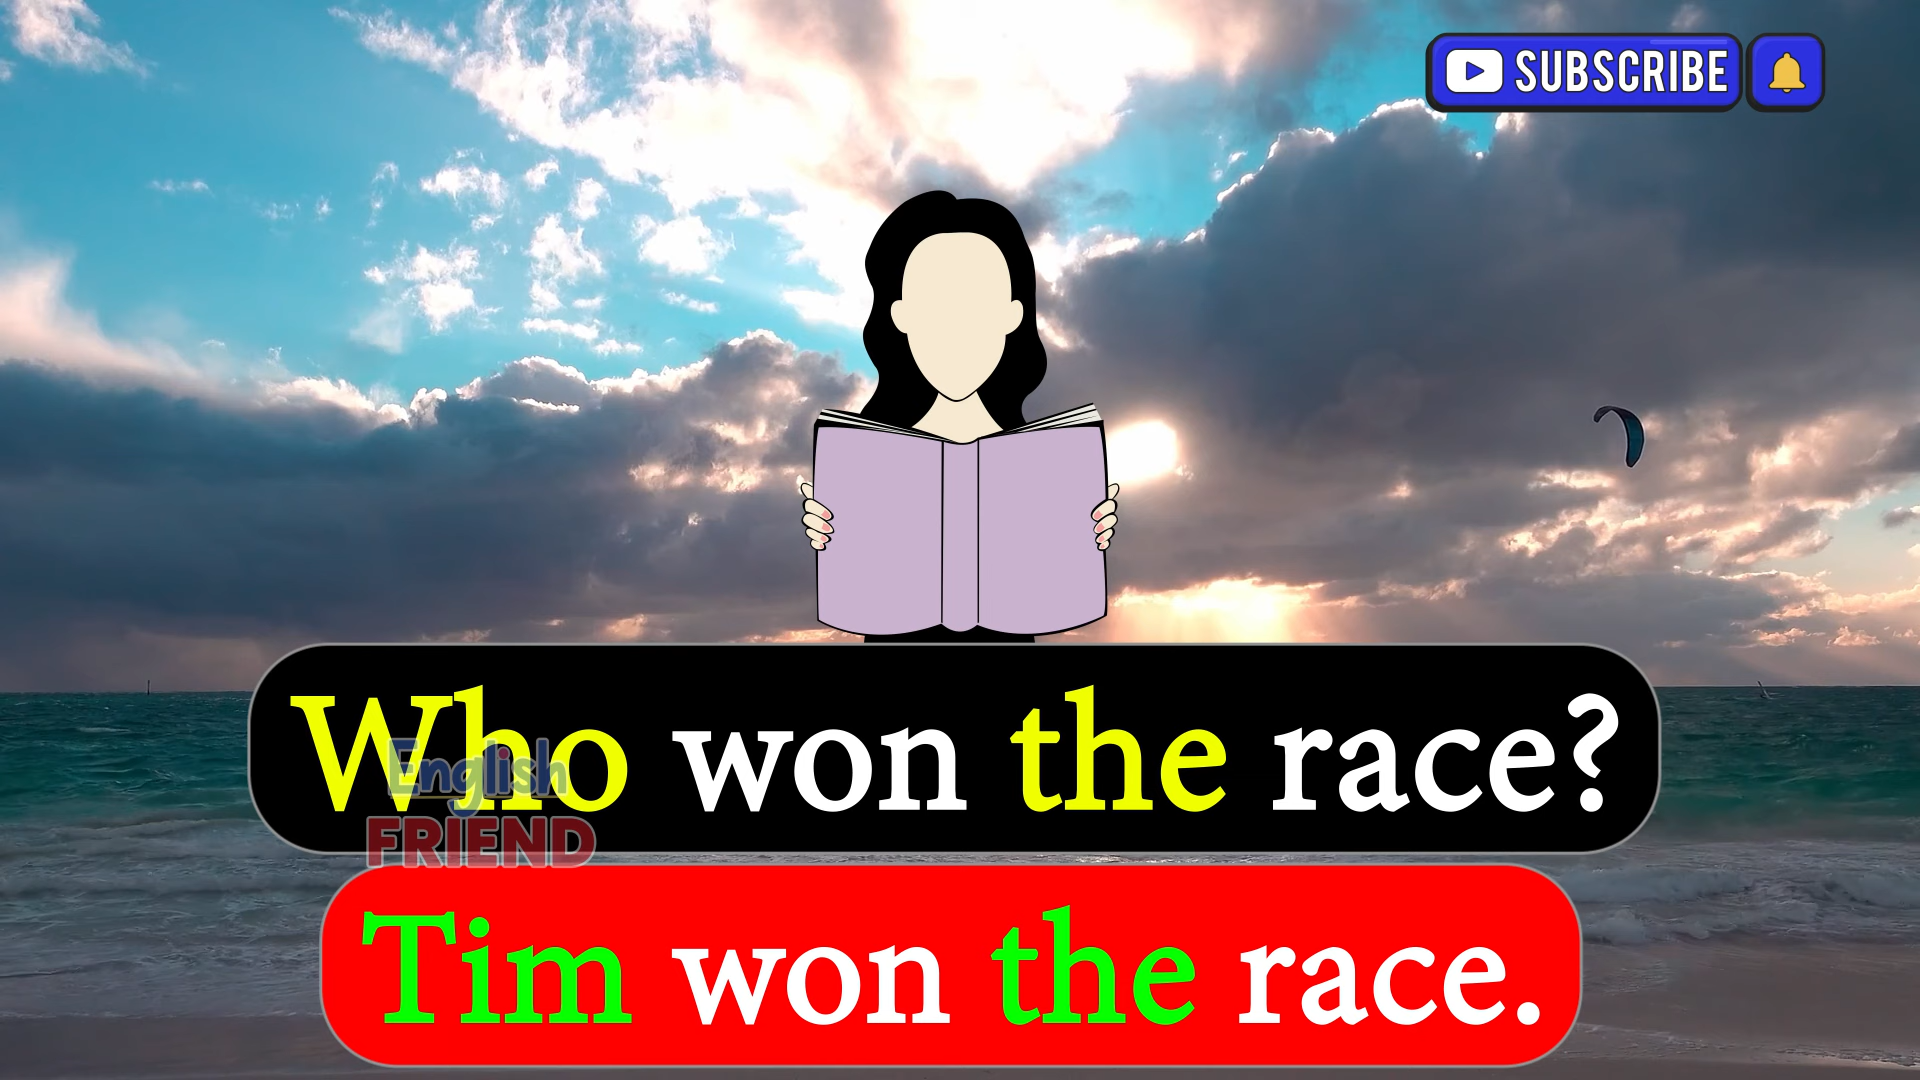 SUBSCRIBE
Who won the race?
English
FRIEND
Tim won the race.